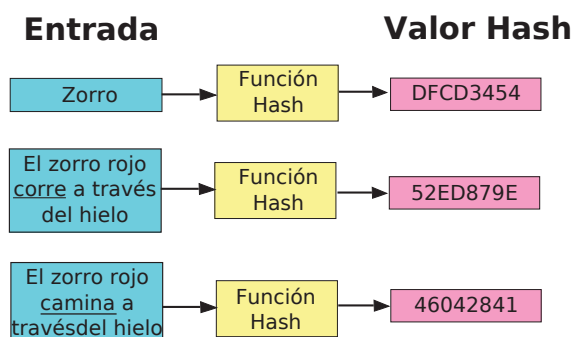 Entrada
Valor Hash
Zorro
Función
Hash
DFCD3454
El zorro rojo
corre a través
del hielo
Función
Hash
52ED879E
El zorro rojo
camina a
travésdel hielo
Función
Hash
46042841